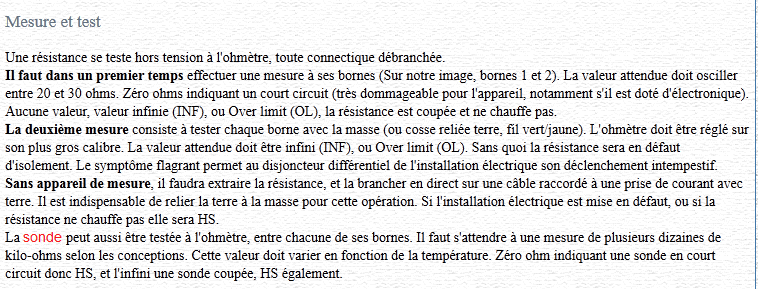 Mesure et test
Une résistance se teste hors tension à l'ohmètre, toute connectique débranchée.
Il faut dans un premier temps effectuer une mesure à ses bornes (Sur notre image, bornes 1 et 2). La valeur attendue doit osciller
entre 20 et 30 ohms. Zéro ohms indiquant un court circuit (très dommageable pour l'appareil, notamment s'il est doté d'électronique).
Aucune valeur, valeur infinie (INF), ou Over limit (OL), la résistance est coupée et ne chauffe pas.
La deuxième mesure consiste à tester chaque borne avec la masse (ou cosse reliée terre, fil vert/jaune). L'ohmètre doit être réglé sur
son plus gros calibre. La valeur attendue doit être infini (INF), ou Over limit (OL). Sans quoi la résistance sera en défaut
d'isolement. Le symptôme flagrant permet au disjoncteur différentiel de l'installation électrique son déclenchement intempestif.
Sans appareil de mesure, il faudra extraire la résistance, et la brancher en direct sur une câble raccordé à une prise de courant avec
terre. Il est indispensable de relier la terre à la masse pour cette opération. Si l'installation électrique est mise en défaut, ou si la
résistance ne chauffe pas elle sera HS.
La sonde peut aussi être testée à l'ohmètre, entre chacune de ses bornes. Il faut s'attendre à une mesure de plusieurs dizaines de
kilo-ohms selon les conceptions. Cette valeur doit varier en fonction de la température. Zéro ohm indiquant une sonde en court
circuit donc HS, et l'infini une sonde coupée, HS également.